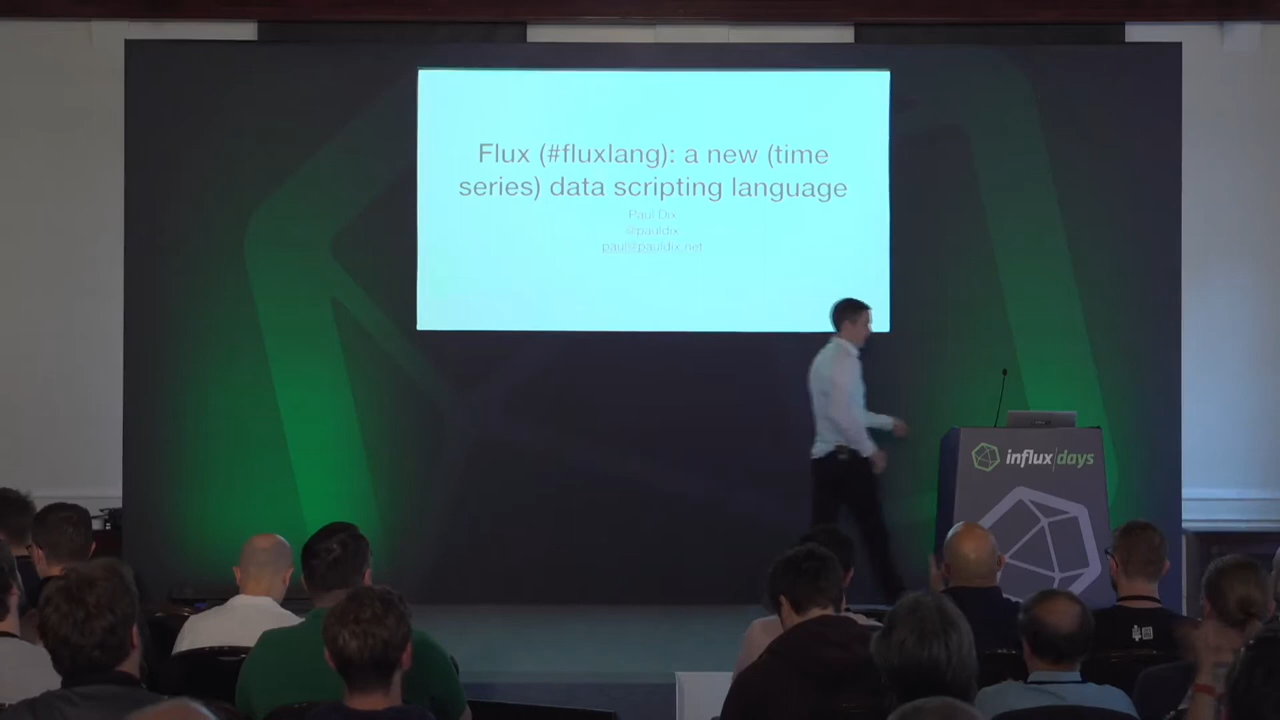 Flux (#fluxlang): a new (time
series) data scripting language
Paul Dix
@pauldix
paul@pauldix.net
influx|days